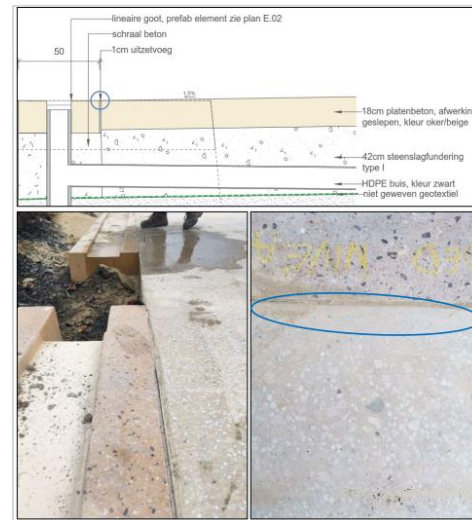 lineaire goot, prefab element zie plan E.02
schraal beton
1cm uitzetvoeg
50
1,5%
18cm platenbeton, afwerking
geslepen, kleur oker/beige
42cm steenslagfundering
type I
HDPE buis, kleur zwart
niet geweven geotextiel